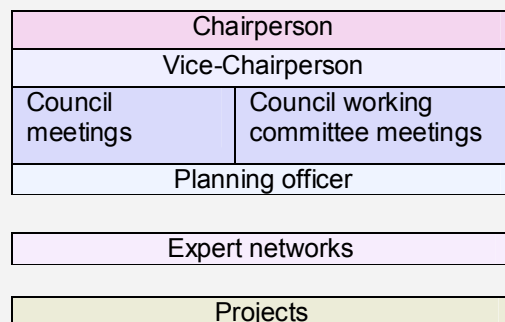 Chairperson
Vice-Chairperson
Council
meetings
Council working
committee meetings
Planning officer
Expert networks
Projects